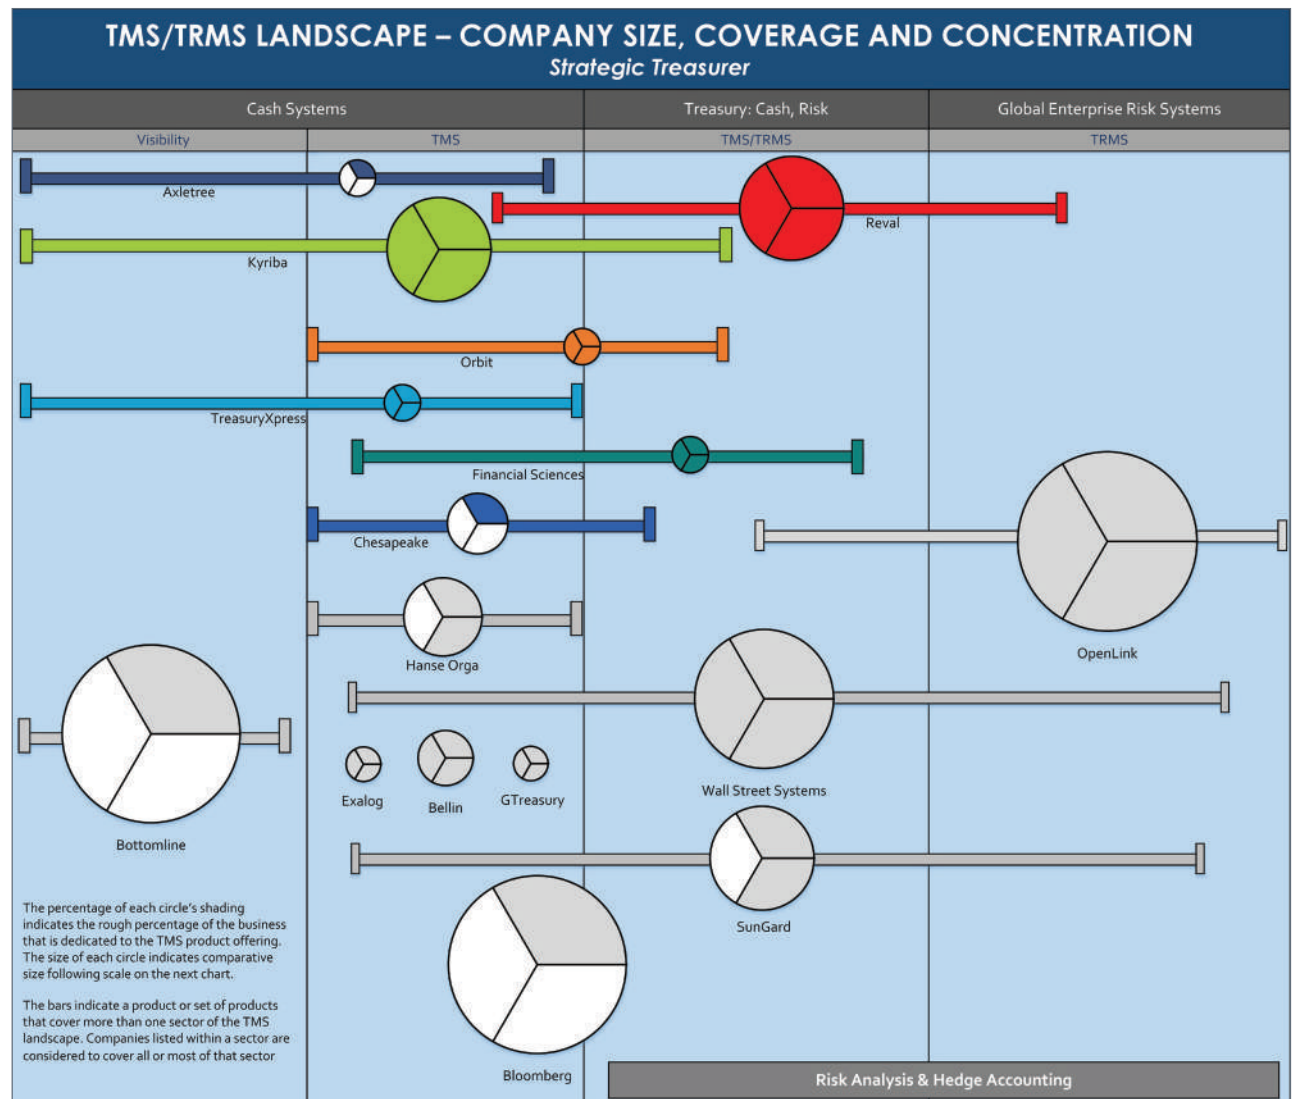 TMS/TRMS LANDSCAPE – COMPANY SIZE, COVERAGE AND CONCENTRATION
Strategic Treasurer
Cash Systems
Treasury: Cash, Risk
Global Enterprise Risk Systems
Visibility
TMS
TMS/TRMS
TRMS
Axletree
Reval
Kyriba
Orbit
TreasuryXpress
Financial Sciences
Chesapeake
OpenLink
Hanse Orga
Wall Street Systems
Exalog
Bellin
GTreasury
Bottomline
SunGard
The percentage of each circle's shading
indicates the rough percentage of the business
that is dedicated to the TMS product offering.
The size of each circle indicates comparative
size following scale on the next chart.
The bars indicate a product or set of products
that cover more than one sector of the TMS
landscape. Companies listed within a sector are
considered to cover all or most of that sector
Bloomberg
Risk Analysis & Hedge Accounting